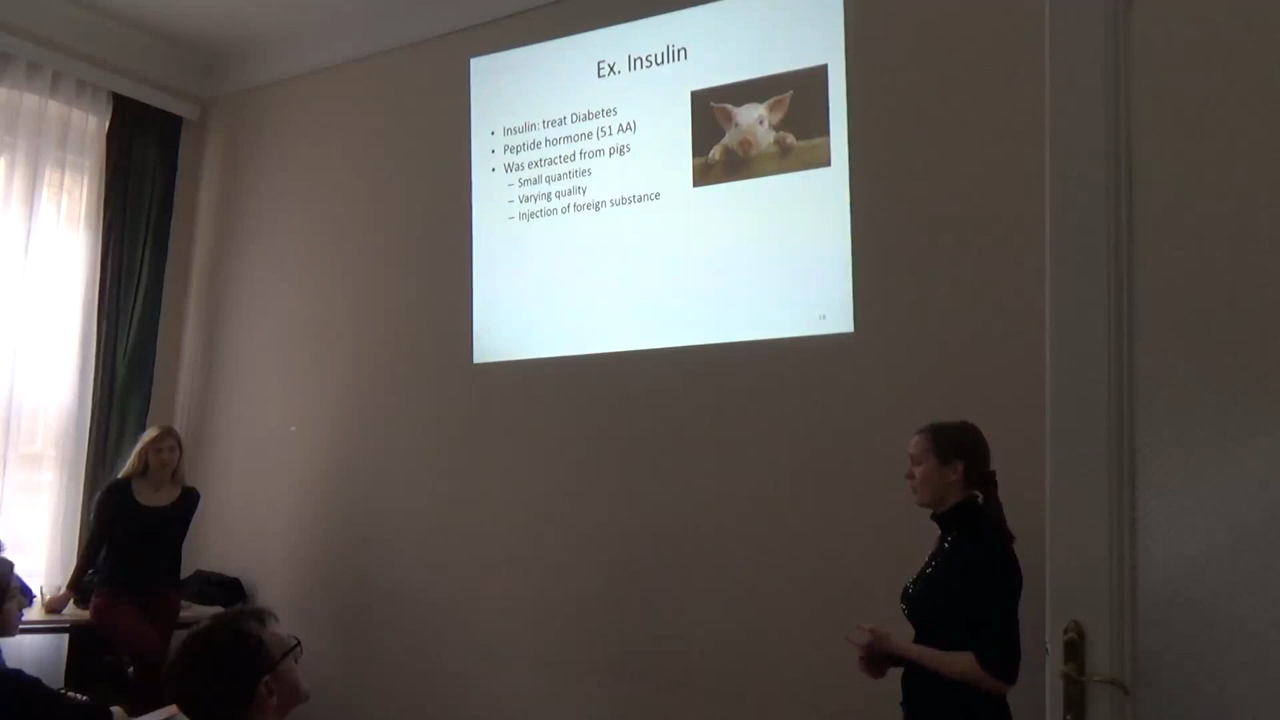 Ex. Insulin
• Insulin: treat Diabetes
• Peptide hormone (51 AA)
• Was extracted from pigs
– Small quantities
– Varying quality
– Injection of foreign substance